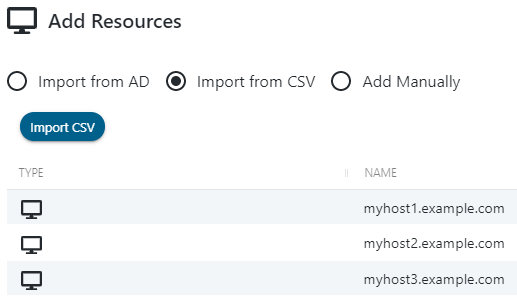 Add Resources
Import from AD Import from CSV Add Manually
Import CSV
TYPE NAME
myhost1.example.com
myhost2.example.com
myhost3.example.com